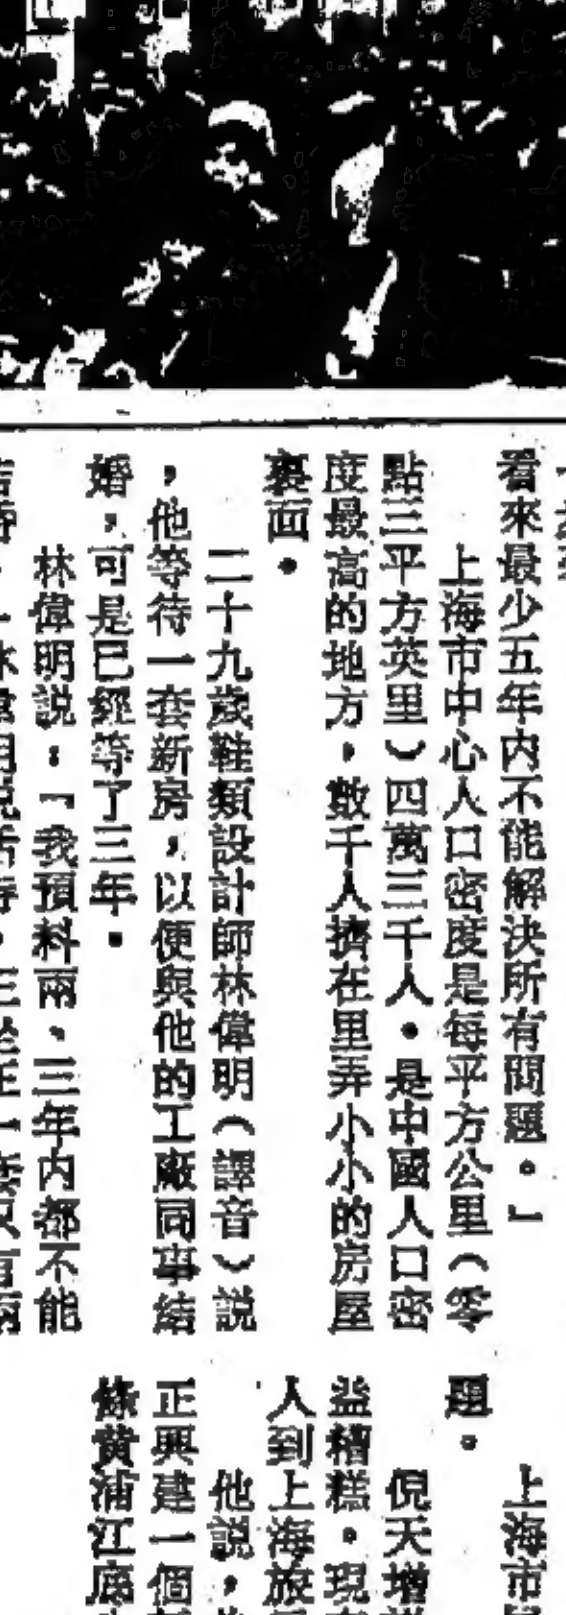 看來最少五年內不能解決所有問題。」
上海市中心人口密度是每平方公里（零
點三平方英里）四萬三千人。是中國人口密
度最高的地方，數千人擠在里弄小小的房屋
裏面。
二十九歲鞋類設計師林偉明（譯音）説
，他等待一套新房，以便與他的工廠同事結
婚，可是已經等了三年。
林偉明説：「我預料兩、三年內都不能
上海市
題。
倪天增
益糟糕。現
人到上海旅
他説，
正興建一個
條黃浦江底